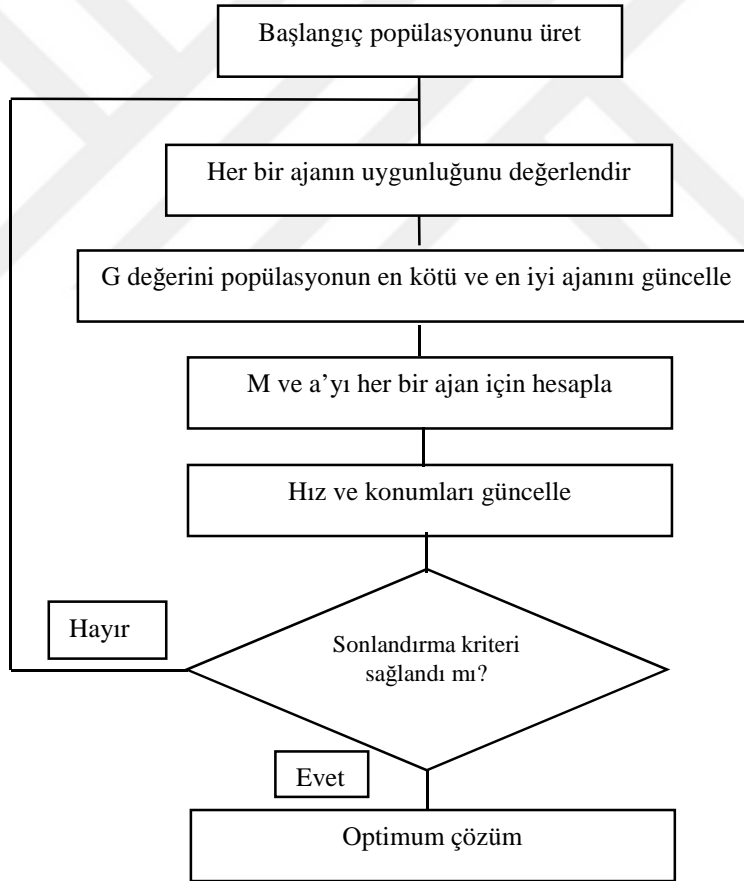 Başlangıç popülasyonunu üret
Her bir ajanın uygunluğunu değerlendir
G değerini popülasyonun en kötü ve en iyi ajanını güncelle
M ve a’yı her bir ajan için hesapla
Hız ve konumları güncelle
Hayır
Sonlandırma kriteri
sağlandı mı?
Evet
Optimum çözüm